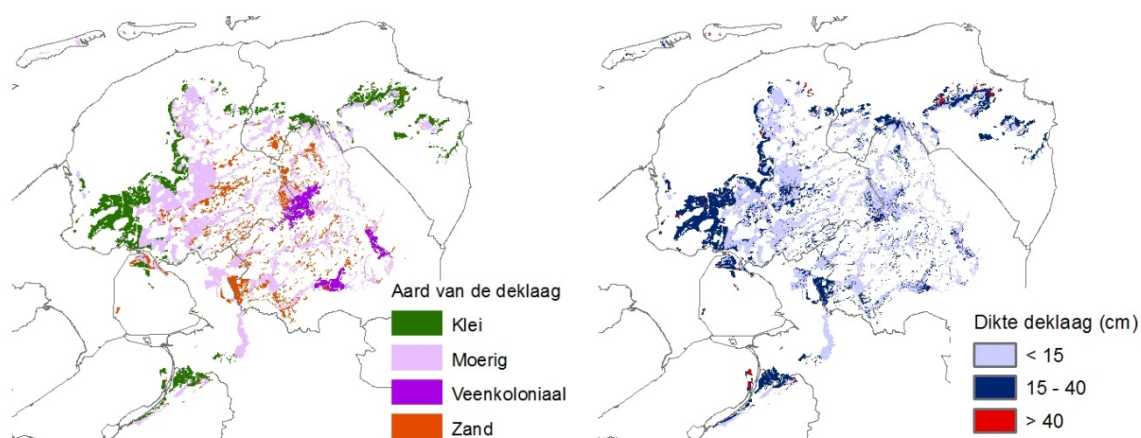 Aard van de deklaag
Klei
Moerig
Veenkoloniaal
Zand
Dikte deklaag (cm)
< 15
15 - 40
> 40